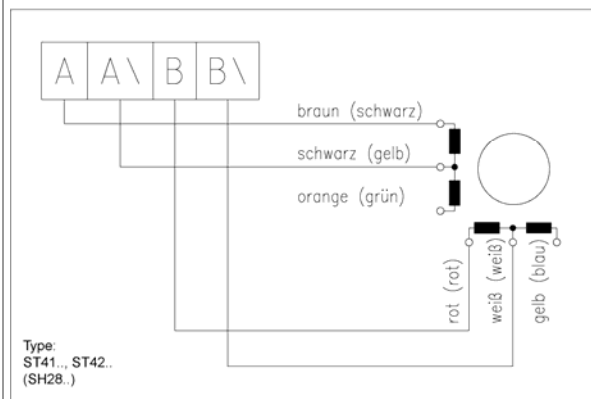 A A\ B B\
braun (schwarz)
schwarz (gelb)
orange (grün)
rot (rot)
weiß (weiß)
gelb (blau)
Type:
ST41.., ST42..
(SH28..)